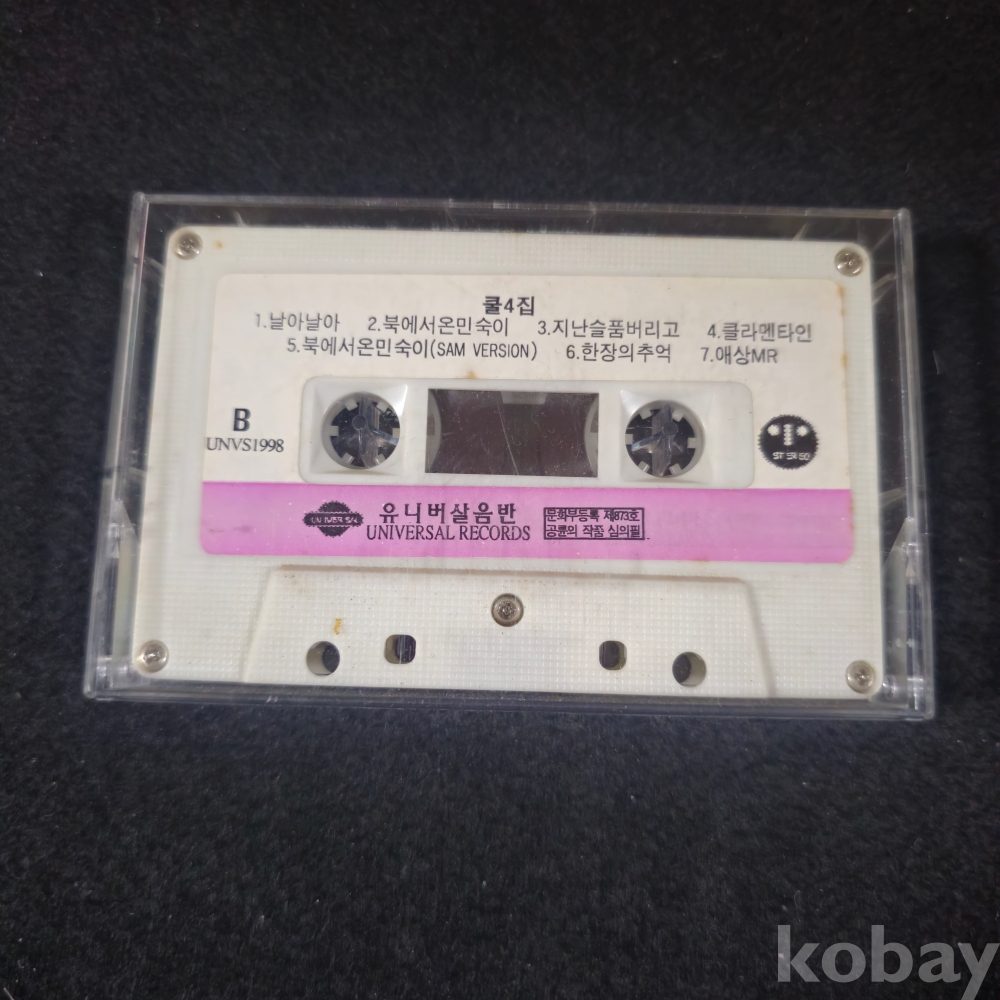 쿨4집
1.날아날아 2.북에서온민숙이 3.지난슬품버리고 4.클라멘타인
5.북에서온민숙이(SAM VERSION) 6.한장의추억 7.애상MR
B
UNVS1998
STEREO
UNIVERSAL
유니버살음반
UNIVERSAL RECORDS
문화부등록 제873호
공륜의 작품 심의필
kobay